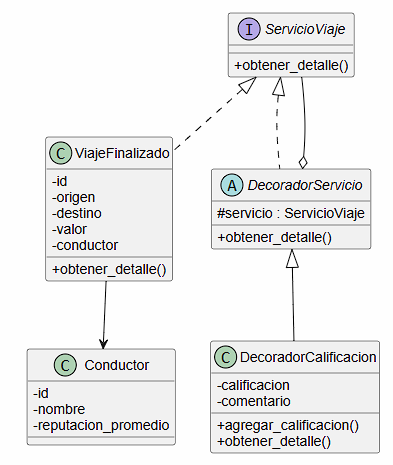 I ServicioViaje
+obtener_detalle()
C ViajeFinalizado
-id
-origen
-destino
-valor
-conductor
+obtener_detalle()
A DecoradorServicio
#servicio : ServicioViaje
+obtener_detalle()
C Conductor
-id
-nombre
-reputacion_promedio
C DecoradorCalificacion
-calificacion
-comentario
+agregar_calificacion()
+obtener_detalle()